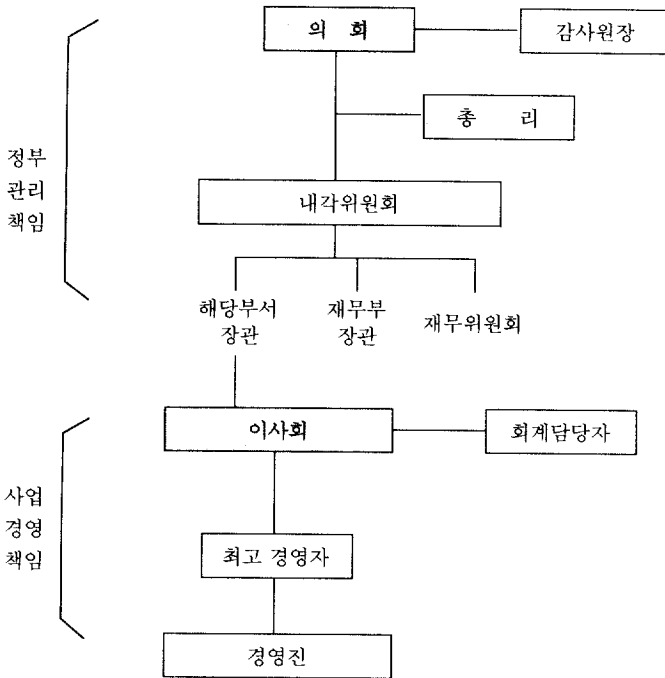 의 회
감사원장
총 리
정부
관리
책임
내각위원회
해당부서
장관
재무부
장관
재무위원회
이사회
회계담당자
사업
경영
책임
최고 경영자
경영진